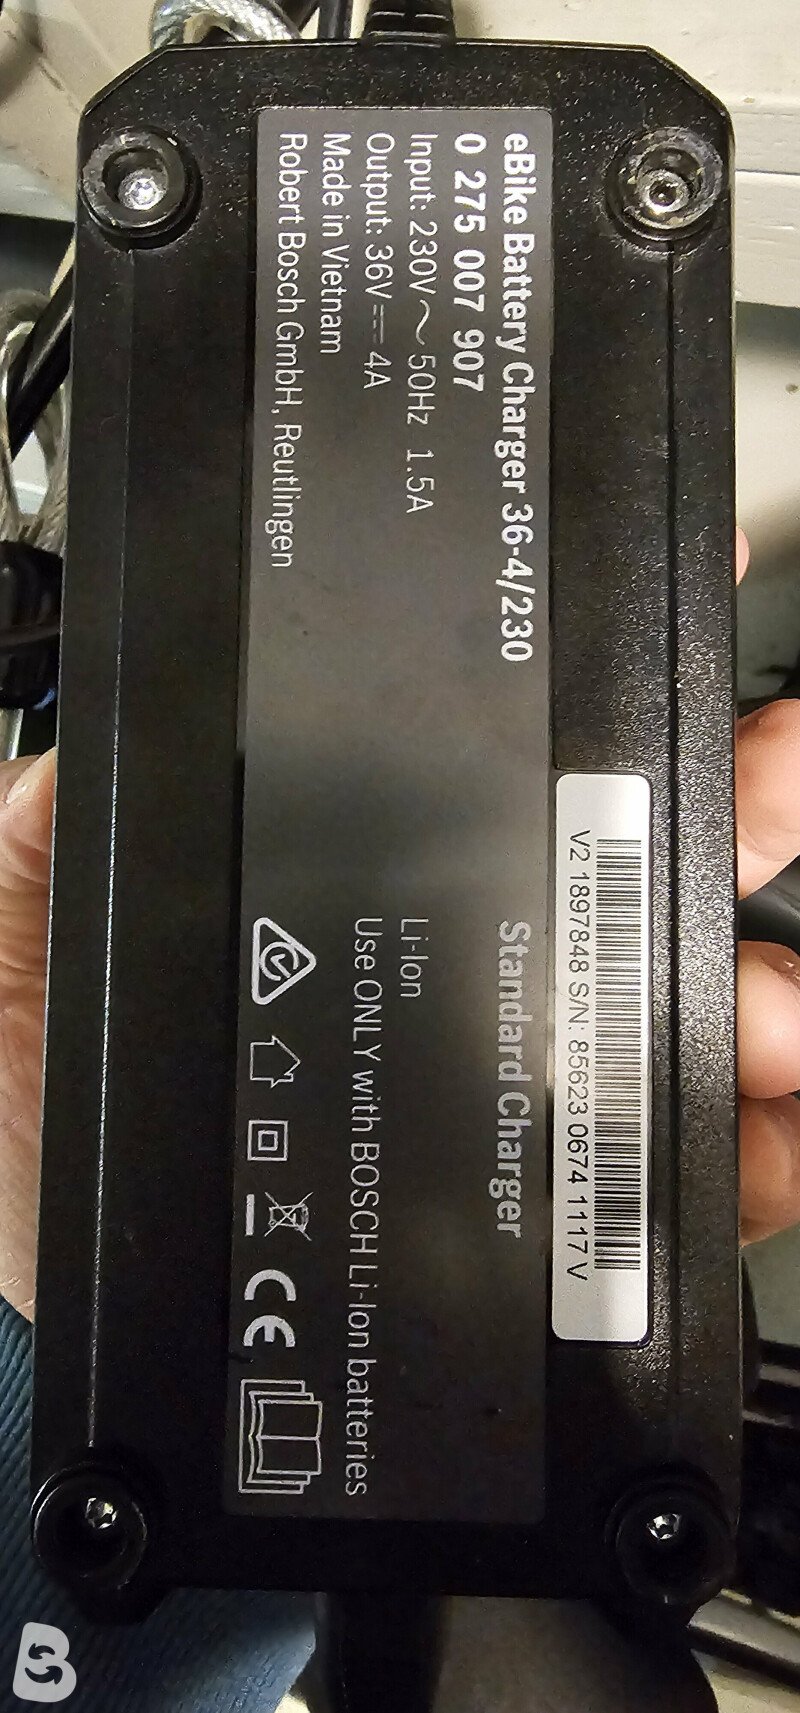 V2 1897848 S/N: 85623 0674 1117 V
eBike Battery Charger 36-4/230
0 275 007 907
Input: 230V～50Hz 1.5A
Output: 36V⎓4A
Made in Vietnam
Robert Bosch GmbH, Reutlingen
Standard Charger
Li-Ion
Use ONLY with BOSCH Li-Ion batteries
CE
B